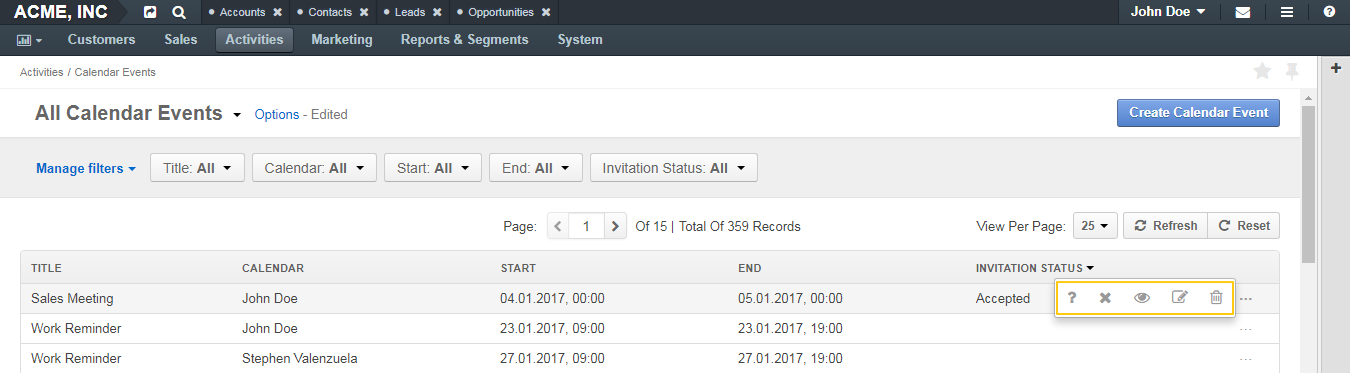 ACME, INC • Accounts × • Contacts × • Leads × • Opportunities × John Doe
Customers Sales Activities Marketing Reports & Segments System
Activities / Calendar Events
All Calendar Events Options - Edited Create Calendar Event
Manage filters Title: All Calendar: All Start: All End: All Invitation Status: All
Page: 1 Of 15 | Total Of 359 Records View Per Page: 25 Refresh Reset
TITLE CALENDAR START END INVITATION STATUS
Sales Meeting John Doe 04.01.2017, 00:00 05.01.2017, 00:00 Accepted ...
Work Reminder John Doe 23.01.2017, 09:00 23.01.2017, 19:00 ...
Work Reminder Stephen Valenzuela 27.01.2017, 09:00 27.01.2017, 19:00 ...